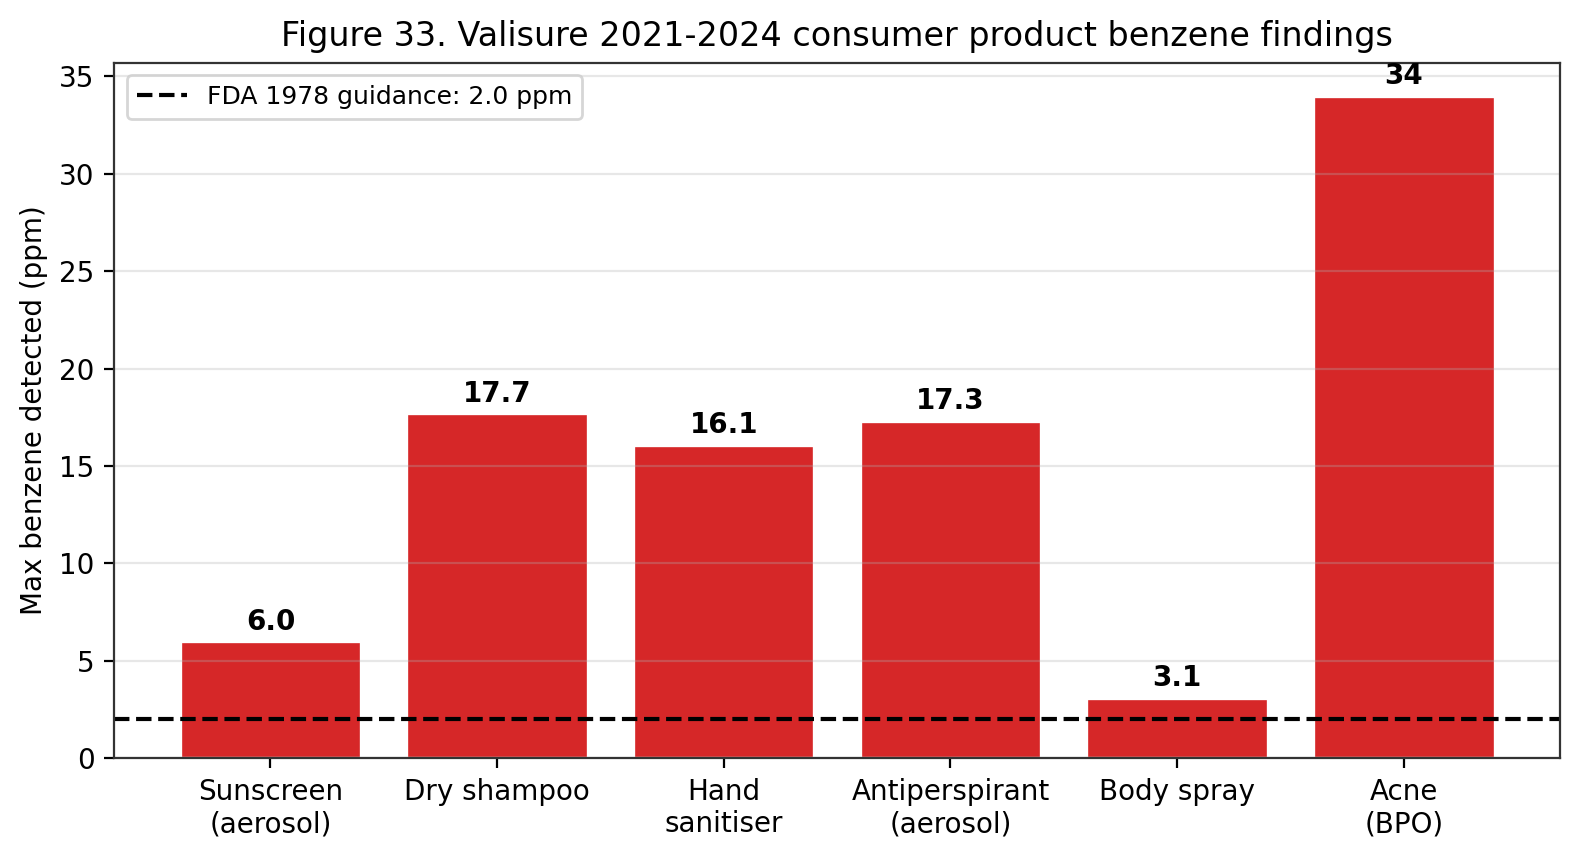 Figure 33. Valisure 2021-2024 consumer product benzene findings
FDA 1978 guidance: 2.0 ppm
Max benzene detected (ppm)
35
30
25
20
15
10
5
0
6.0
17.7
16.1
17.3
3.1
34
Sunscreen
(aerosol)
Dry shampoo
Hand
sanitiser
Antiperspirant
(aerosol)
Body spray
Acne
(BPO)